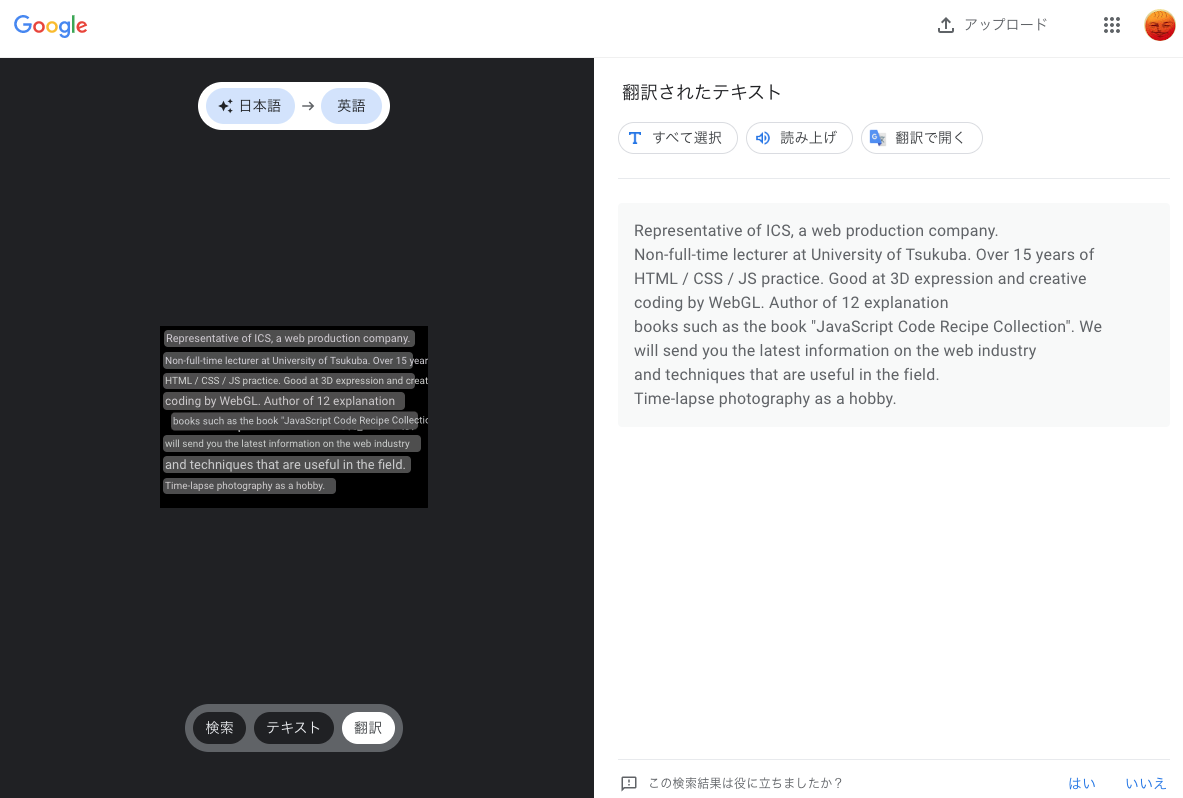 Google
アップロード
日本語 → 英語
Representative of ICS, a web production company.
Non-full-time lecturer at University of Tsukuba. Over 15 year
HTML / CSS / JS practice. Good at 3D expression and creat
coding by WebGL. Author of 12 explanation
books such as the book "JavaScript Code Recipe Collectio
will send you the latest information on the web industry
and techniques that are useful in the field.
Time-lapse photography as a hobby.
検索 テキスト 翻訳
翻訳されたテキスト
すべて選択 読み上げ 翻訳で開く
Representative of ICS, a web production company.
Non-full-time lecturer at University of Tsukuba. Over 15 years of
HTML / CSS / JS practice. Good at 3D expression and creative
coding by WebGL. Author of 12 explanation
books such as the book "JavaScript Code Recipe Collection". We
will send you the latest information on the web industry
and techniques that are useful in the field.
Time-lapse photography as a hobby.
この検索結果は役に立ちましたか？ はい いいえ